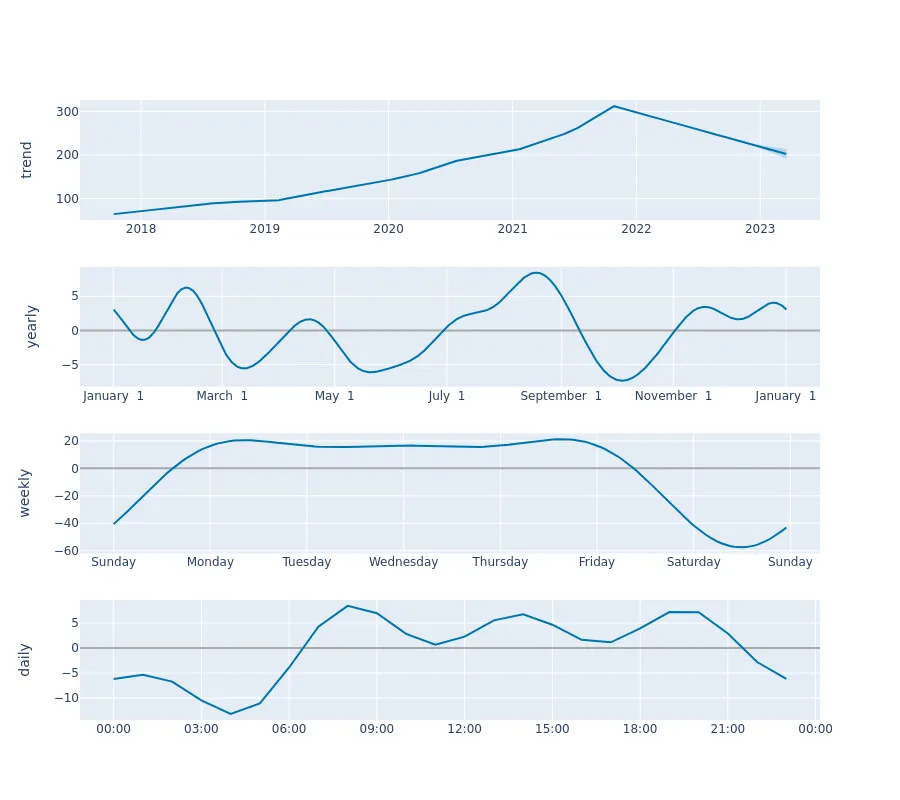 trend
300
200
100
2018 2019 2020 2021 2022 2023
yearly
5
0
−5
January 1 March 1 May 1 July 1 September 1 November 1 January 1
weekly
20
0
−20
−40
−60
Sunday Monday Tuesday Wednesday Thursday Friday Saturday Sunday
daily
5
0
−5
−10
00:00 03:00 06:00 09:00 12:00 15:00 18:00 21:00 00:00